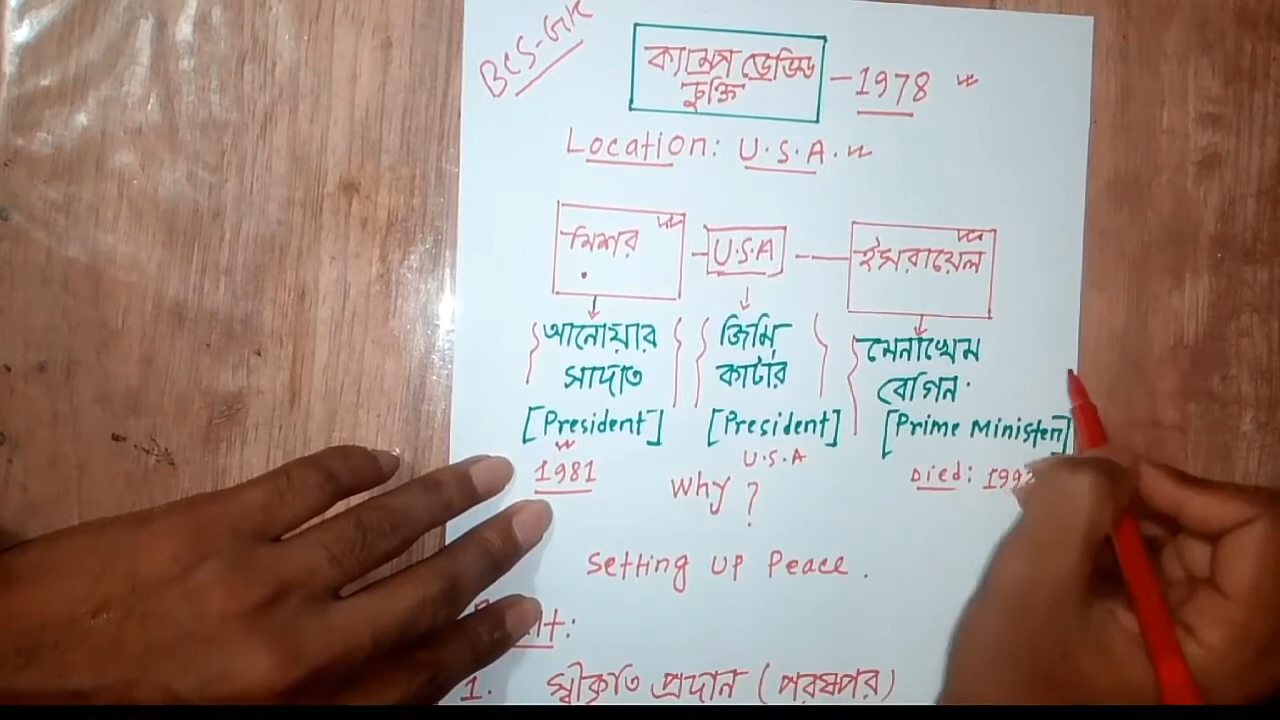 BCS-GK
ক্যাম্প ডেভিড
চুক্তি
-1978
Location: U.S.A.
মিশর - U.S.A - ইসরায়েল
আনোয়ার
সাদাত
[President]
1981
জিমি
কার্টার
[President]
U.S.A
মেনাখেম
বেগিন
[Prime Minister]
Died:
Why ?
Setting up Peace.
1. স্বীকৃতি প্রদান (পরষ্পর)